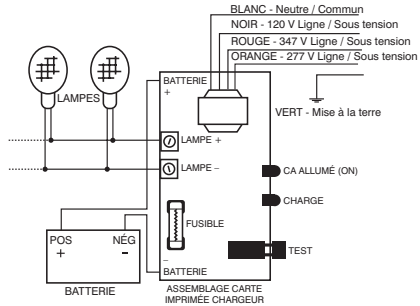 BLANC - Neutre / Commun
NOIR - 120 V Ligne / Sous tension
ROUGE - 347 V Ligne / Sous tension
ORANGE - 277 V Ligne / Sous tension
BATTERIE
+
LAMPES
VERT - Mise à la terre
LAMPE +
LAMPE –
CA ALLUMÉ (ON)
CHARGE
FUSIBLE
POS
NÉG
+
-
TEST
–
BATTERIE
BATTERIE
ASSEMBLAGE CARTE
IMPRIMÉE CHARGEUR